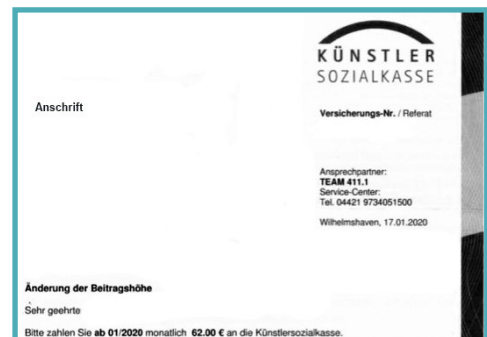 KÜNSTLER
SOZIALKASSE
Anschrift
Versicherungs-Nr. / Referat
Ansprechpartner:
TEAM 411.1
Service-Center:
Tel. 04421 9734051500
Wilhelmshaven, 17.01.2020
Änderung der Beitragshöhe
Sehr geehrte
Bitte zahlen Sie ab 01/2020 monatlich 62.00 € an die Künstlersozialkasse.